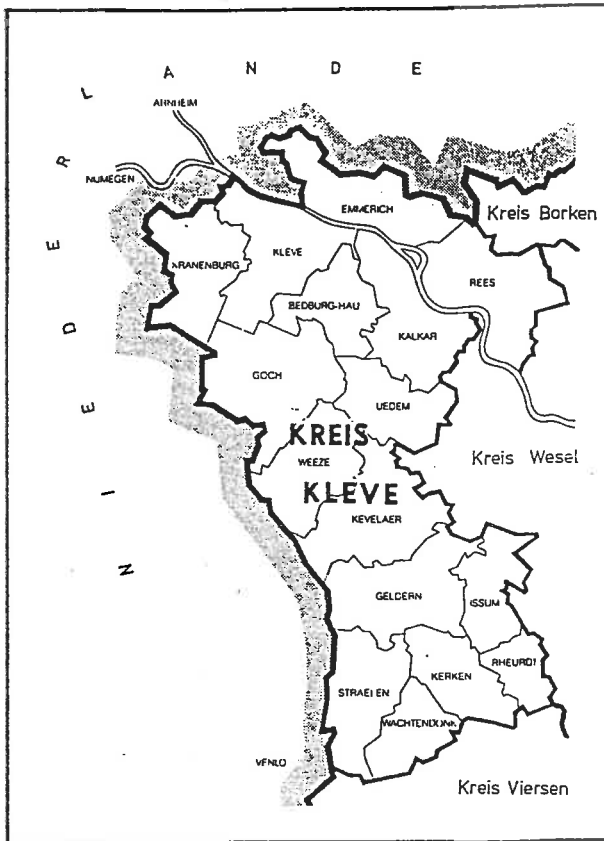 NIEDERLANDE
ARNHEIM
NIJMEGEN
EMMERICH
Kreis Borken
KRANENBURG
KLEVE
REES
BEDBURG-HAU
KALKAR
GOCH
UEDEM
KREIS
WEEZE
Kreis Wesel
KLEVE
KEVELAER
GELDERN
ISSUM
RHEURDT
KERKEN
STRAELEN
WACHTENDONK
VENLO
Kreis Viersen